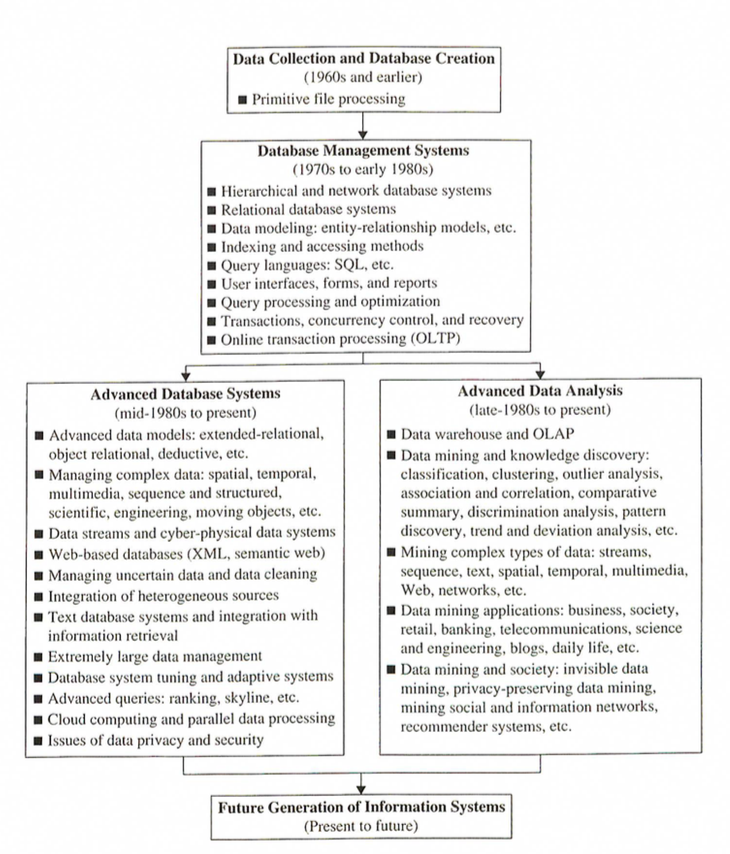 Data Collection and Database Creation
(1960s and earlier)
■ Primitive file processing
Database Management Systems
(1970s to early 1980s)
■ Hierarchical and network database systems
■ Relational database systems
■ Data modeling: entity-relationship models, etc.
■ Indexing and accessing methods
■ Query languages: SQL, etc.
■ User interfaces, forms, and reports
■ Query processing and optimization
■ Transactions, concurrency control, and recovery
■ Online transaction processing (OLTP)
Advanced Database Systems
(mid-1980s to present)
■ Advanced data models: extended-relational,
object relational, deductive, etc.
■ Managing complex data: spatial, temporal,
multimedia, sequence and structured,
scientific, engineering, moving objects, etc.
■ Data streams and cyber-physical data systems
■ Web-based databases (XML, semantic web)
■ Managing uncertain data and data cleaning
■ Integration of heterogeneous sources
■ Text database systems and integration with
information retrieval
■ Extremely large data management
■ Database system tuning and adaptive systems
■ Advanced queries: ranking, skyline, etc.
■ Cloud computing and parallel data processing
■ Issues of data privacy and security
Advanced Data Analysis
(late-1980s to present)
■ Data warehouse and OLAP
■ Data mining and knowledge discovery:
classification, clustering, outlier analysis,
association and correlation, comparative
summary, discrimination analysis, pattern
discovery, trend and deviation analysis, etc.
■ Mining complex types of data: streams,
sequence, text, spatial, temporal, multimedia,
Web, networks, etc.
■ Data mining applications: business, society,
retail, banking, telecommunications, science
and engineering, blogs, daily life, etc.
■ Data mining and society: invisible data
mining, privacy-preserving data mining,
mining social and information networks,
recommender systems, etc.
Future Generation of Information Systems
(Present to future)